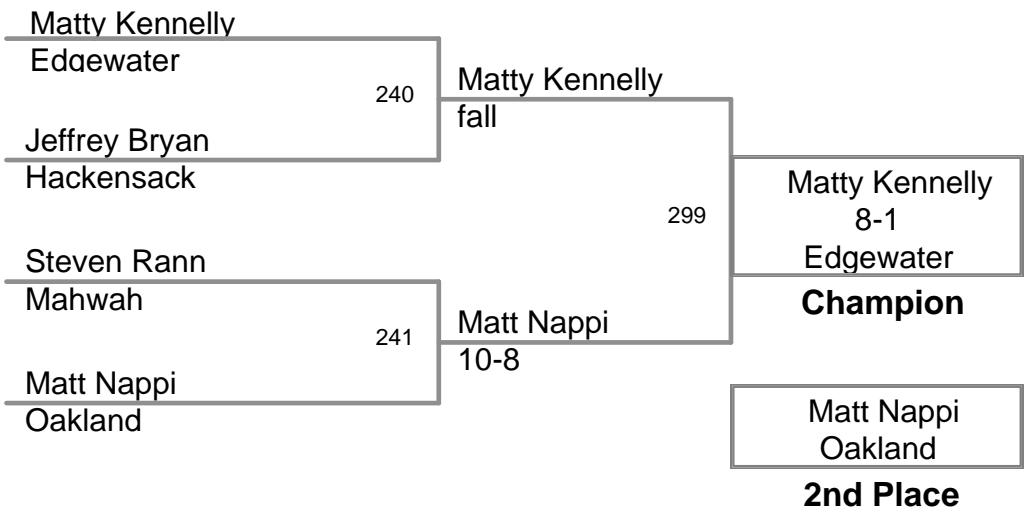 Matty Kennelly
Edgewater
240
Jeffrey Bryan
Hackensack
Steven Rann
Mahwah
241
Matt Nappi
Oakland
Matty Kennelly
fall
299
Matt Nappi
10-8
Matty Kennelly
8-1
Edgewater
Champion
Matt Nappi
Oakland
2nd Place